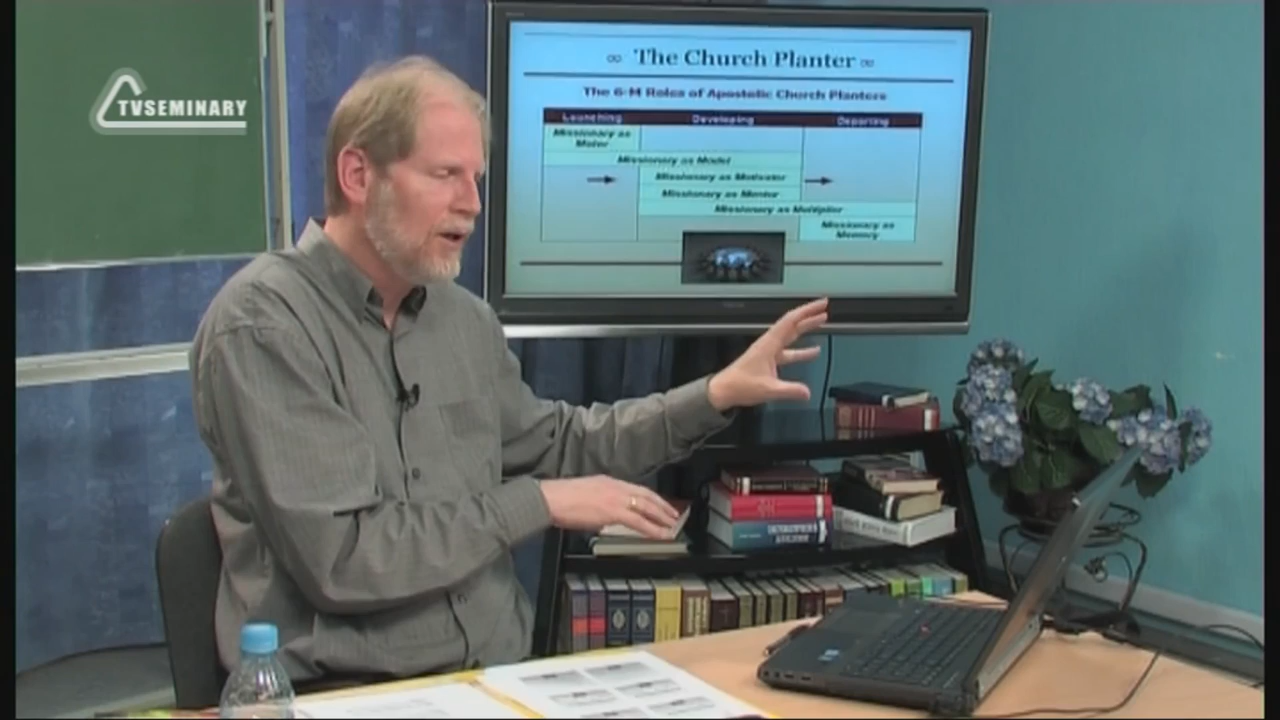 TVSEMINARY
The Church Planter
The 6-M Roles of Apostolic Church Planters
Launching Developing Departing
Missionary as
Motor
Missionary as Model
Missionary as Motivator
Missionary as Mentor
Missionary as Multiplier
Missionary as
Memory